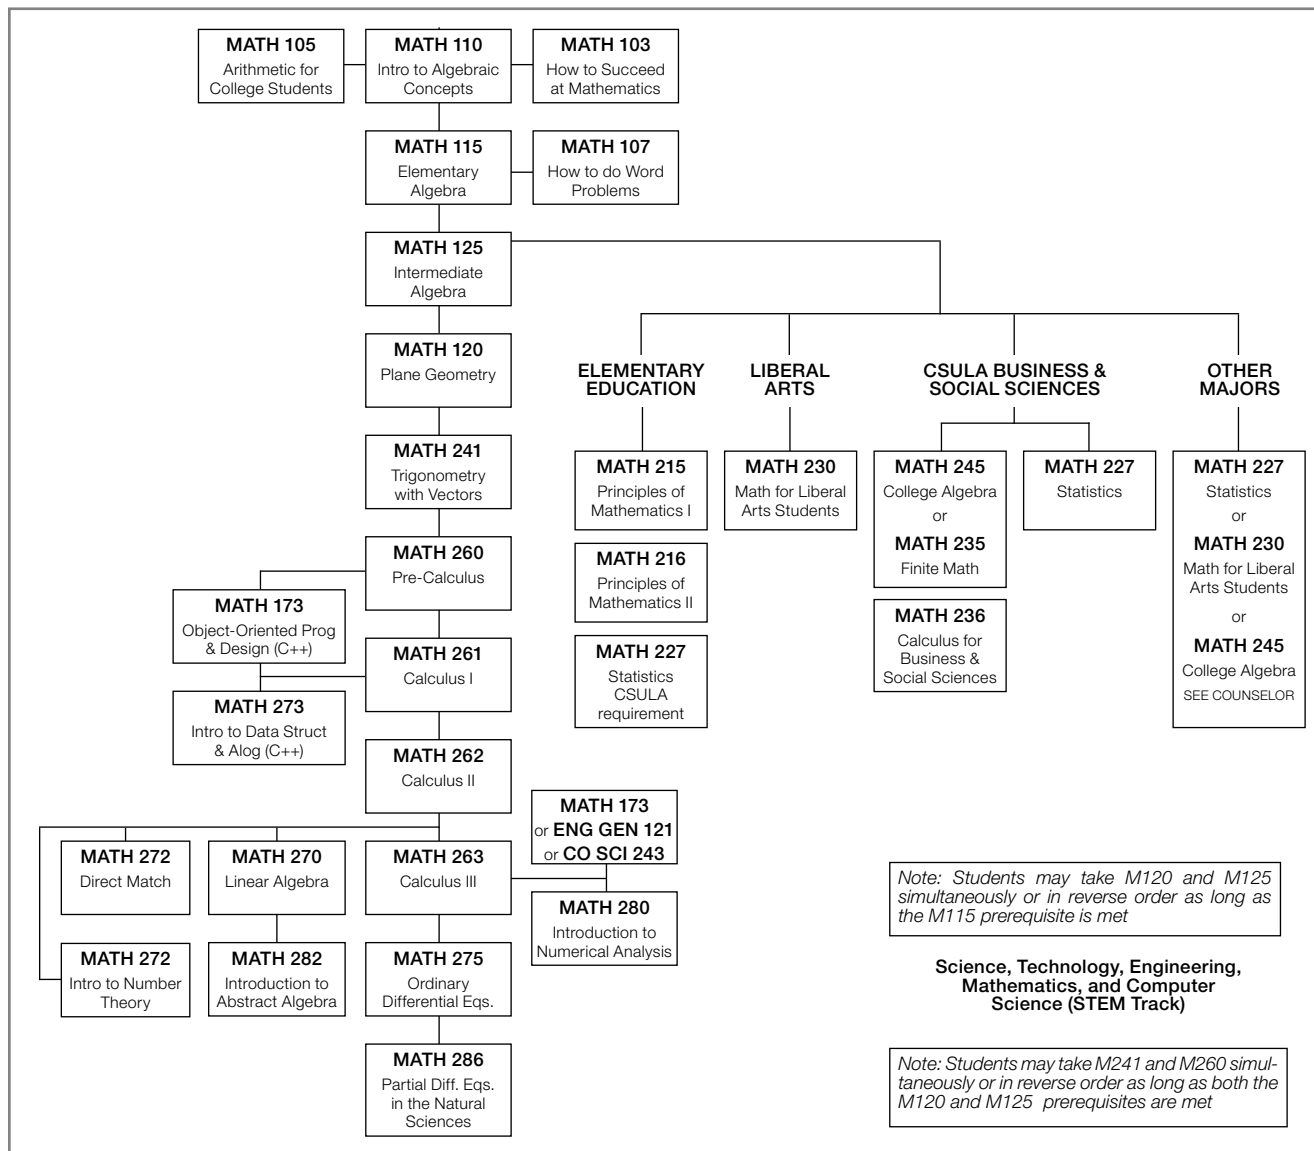 MATH 105
Arithmetic for
College Students
MATH 110
Intro to Algebraic
Concepts
MATH 103
How to Succeed
at Mathematics
MATH 115
Elementary
Algebra
MATH 107
How to do Word
Problems
MATH 125
Intermediate
Algebra
MATH 120
Plane Geometry
MATH 241
Trigonometry
with Vectors
MATH 260
Pre-Calculus
MATH 173
Object-Oriented Prog
& Design (C++)
MATH 261
Calculus I
MATH 273
Intro to Data Struct
& Alog (C++)
MATH 262
Calculus II
MATH 173
or ENG GEN 121
or CO SCI 243
MATH 272
Direct Match
MATH 270
Linear Algebra
MATH 263
Calculus III
MATH 280
Introduction to
Numerical Analysis
MATH 272
Intro to Number
Theory
MATH 282
Introduction to
Abstract Algebra
MATH 275
Ordinary
Differential Eqs.
MATH 286
Partial Diff. Eqs.
in the Natural
Sciences
ELEMENTARY
EDUCATION
MATH 215
Principles of
Mathematics I
MATH 216
Principles of
Mathematics II
MATH 227
Statistics
CSULA
requirement
LIBERAL
ARTS
MATH 230
Math for Liberal
Arts Students
CSULA BUSINESS &
SOCIAL SCIENCES
MATH 245
College Algebra
or
MATH 235
Finite Math
MATH 236
Calculus for
Business &
Social Sciences
MATH 227
Statistics
OTHER
MAJORS
MATH 227
Statistics
or
MATH 230
Math for Liberal
Arts Students
or
MATH 245
College Algebra
SEE COUNSELOR
Note: Students may take M120 and M125
simultaneously or in reverse order as long as
the M115 prerequisite is met
Science, Technology, Engineering,
Mathematics, and Computer
Science (STEM Track)
Note: Students may take M241 and M260 simul-
taneously or in reverse order as long as both the
M120 and M125 prerequisites are met